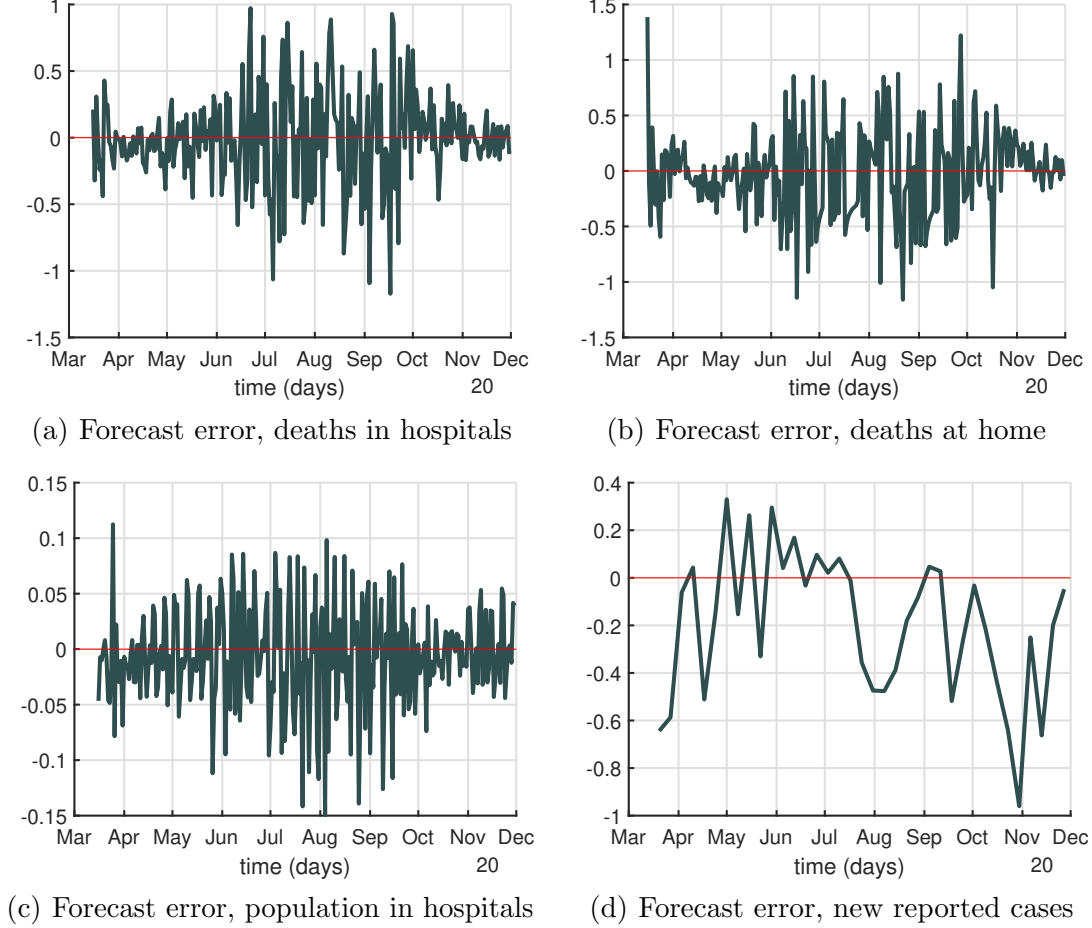 1
0.5
0
-0.5
-1
-1.5
Mar Apr May Jun Jul Aug Sep Oct Nov Dec
time (days) 20
(a) Forecast error, deaths in hospitals
1.5
1
0.5
0
-0.5
-1
-1.5
Mar Apr May Jun Jul Aug Sep Oct Nov Dec
time (days) 20
(b) Forecast error, deaths at home
0.15
0.1
0.05
0
-0.05
-0.1
-0.15
Mar Apr May Jun Jul Aug Sep Oct Nov Dec
time (days) 20
(c) Forecast error, population in hospitals
0.4
0.2
0
-0.2
-0.4
-0.6
-0.8
-1
Mar Apr May Jun Jul Aug Sep Oct Nov Dec
time (days) 20
(d) Forecast error, new reported cases